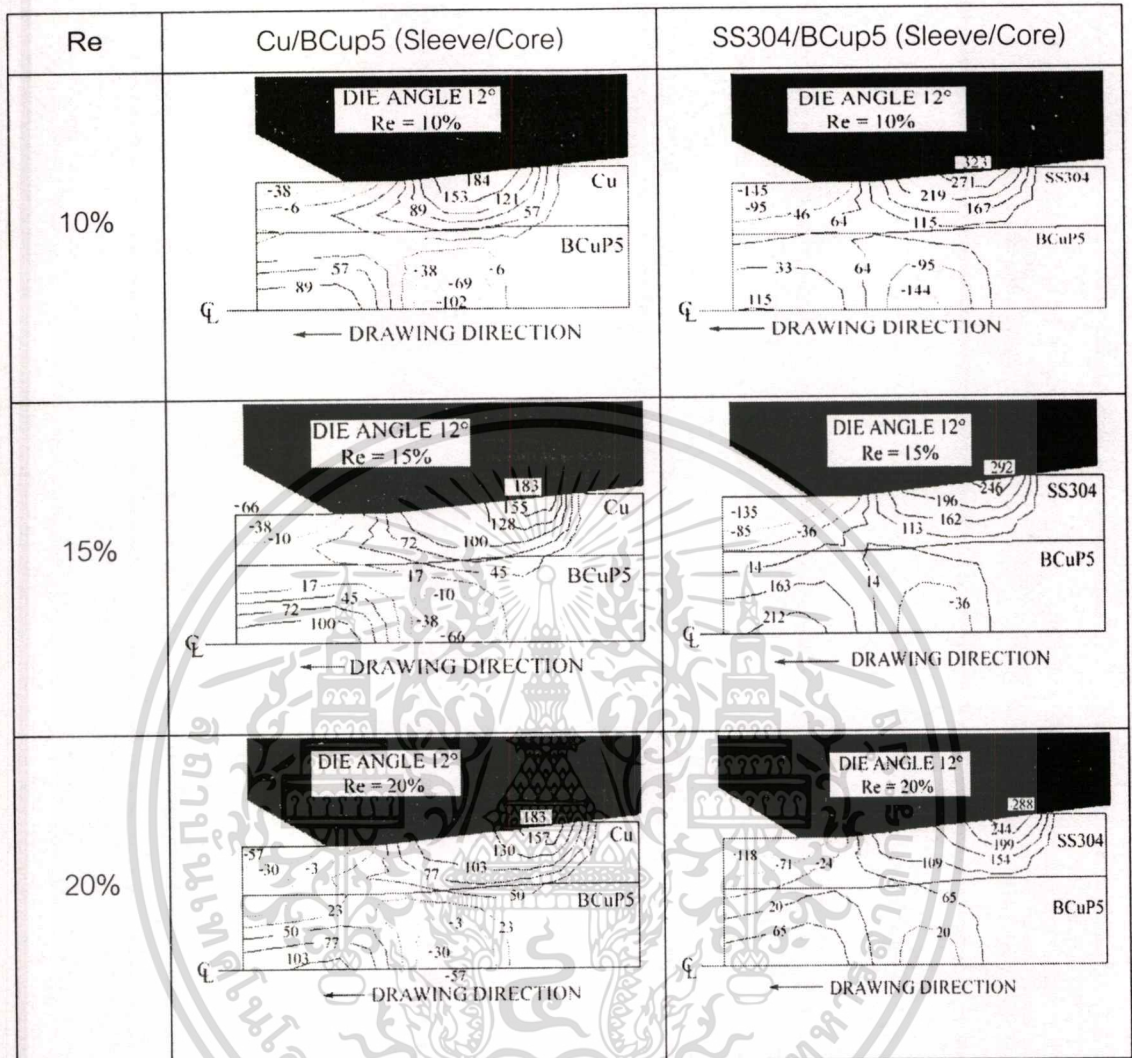 Re
Cu/BCup5 (Sleeve/Core)
SS304/BCup5 (Sleeve/Core)
10%
DIE ANGLE 12°
Re = 10%
-38
-6
184
153
121
89
57
Cu
BCuP5
57
89
-38
-6
-69
-102
℄
← DRAWING DIRECTION
DIE ANGLE 12°
Re = 10%
323
-145
-95
46
64
271
219
167
115
SS304
BCuP5
33
64
-95
-144
115
℄
← DRAWING DIRECTION
15%
DIE ANGLE 12°
Re = 15%
183
-66
-38
-10
155
128
100
72
45
Cu
BCuP5
17
17
45
-10
72
100
-38
-66
℄
← DRAWING DIRECTION
DIE ANGLE 12°
Re = 15%
292
246
-135
-85
-36
196
162
113
SS304
BCuP5
14
14
163
-36
212
℄
← DRAWING DIRECTION
20%
DIE ANGLE 12°
Re = 20%
183
157
130
-57
-30
-3
77
103
50
Cu
BCuP5
23
-3
23
50
77
-30
103
-57
℄
← DRAWING DIRECTION
DIE ANGLE 12°
Re = 20%
288
244
199
154
-118
-71
-24
109
SS304
BCuP5
65
20
65
20
℄
← DRAWING DIRECTION